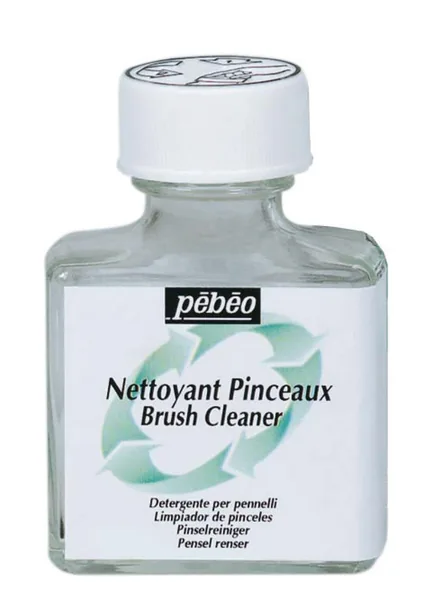 pēbēo
Nettoyant Pinceaux
Brush Cleaner
Detergente per pennelli
Limpiador de pinceles
Pinselreiniger
Pensel renser